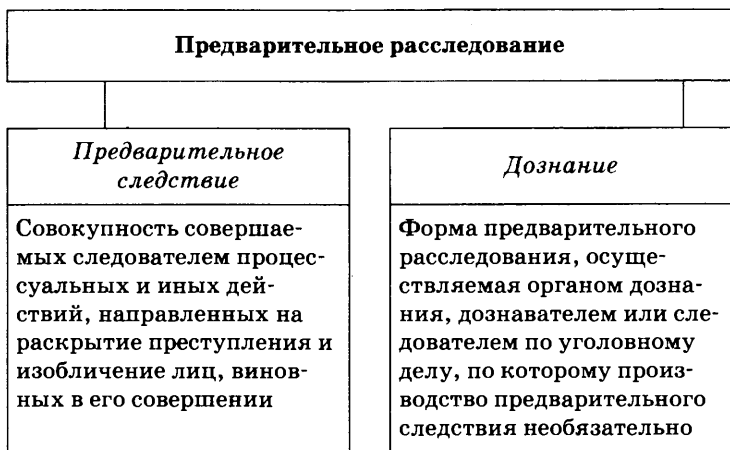 Предварительное расследование
Предварительное
следствие
Совокупность совершае-
мых следователем процес-
суальных и иных дей-
ствий, направленных на
раскрытие преступления и
изобличение лиц, винов-
ных в его совершении
Дознание
Форма предварительного
расследования, осуще-
ствляемая органом дозна-
ния, дознавателем или сле-
дователем по уголовному
делу, по которому произ-
водство предварительного
следствия необязательно